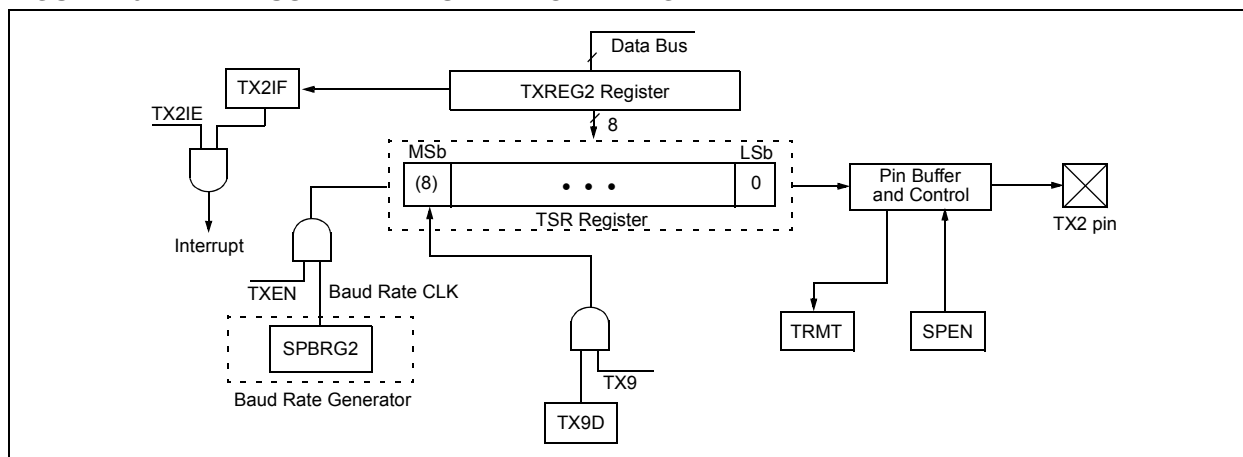 Data Bus
TX2IF
TXREG2 Register
TX2IE
8
MSb
LSb
(8)
• • •
0
Pin Buffer
and Control
TSR Register
TX2 pin
Interrupt
TXEN
Baud Rate CLK
TRMT
SPEN
SPBRG2
TX9
Baud Rate Generator
TX9D